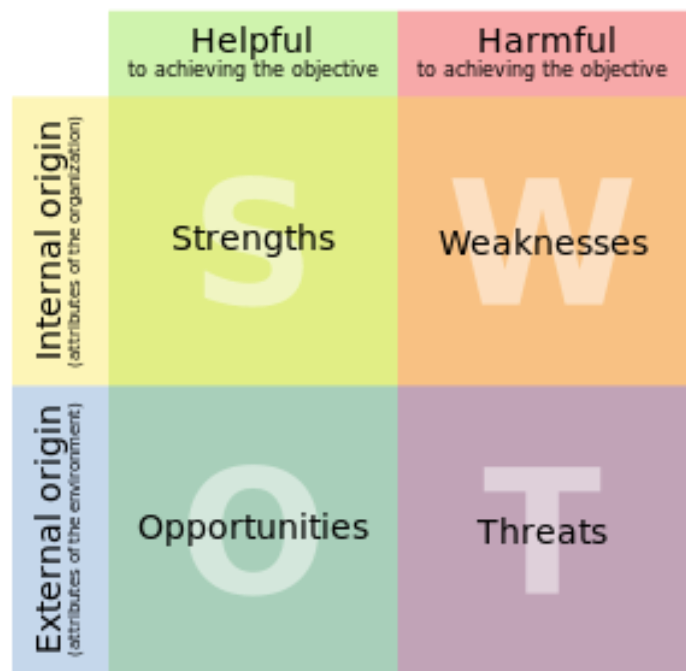 Helpful
to achieving the objective
Harmful
to achieving the objective
Internal origin
(attributes of the organization)
S
Strengths
W
Weaknesses
External origin
(attributes of the environment)
O
Opportunities
T
Threats